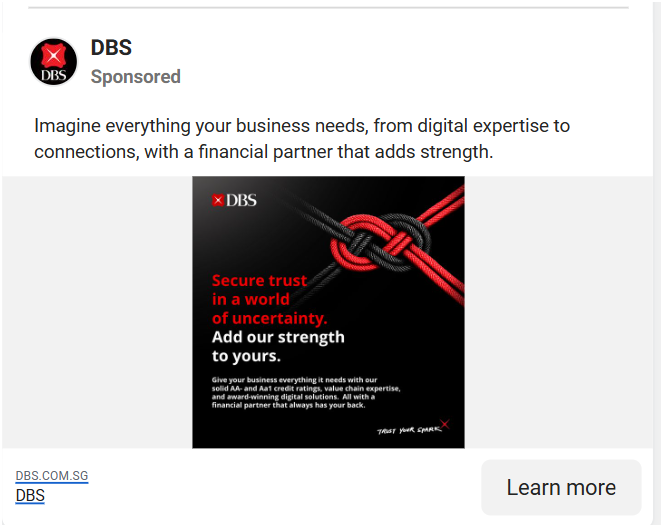 DBS
DBS
Sponsored
Imagine everything your business needs, from digital expertise to
connections, with a financial partner that adds strength.
DBS
Secure trust
in a world
of uncertainty.
Add our strength
to yours.
Give your business everything it needs with our
solid AA- and Aa1 credit ratings, value chain expertise,
and award-winning digital solutions. All with a
financial partner that always has your back.
TRUST YOUR SPARK
DBS.COM.SG
DBS
Learn more